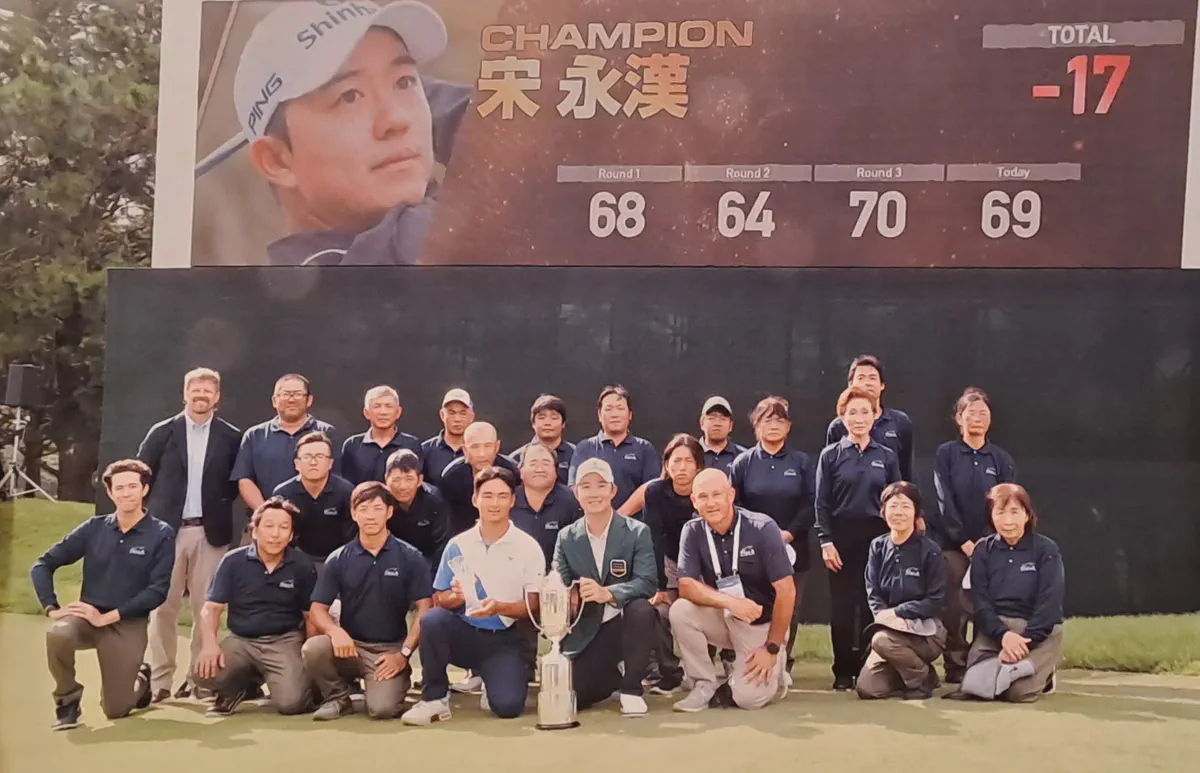 Shinh
PING
CHAMPION
宋 永漢
TOTAL
-17
Round 1
Round 2
Round 3
Today
68
64
70
69